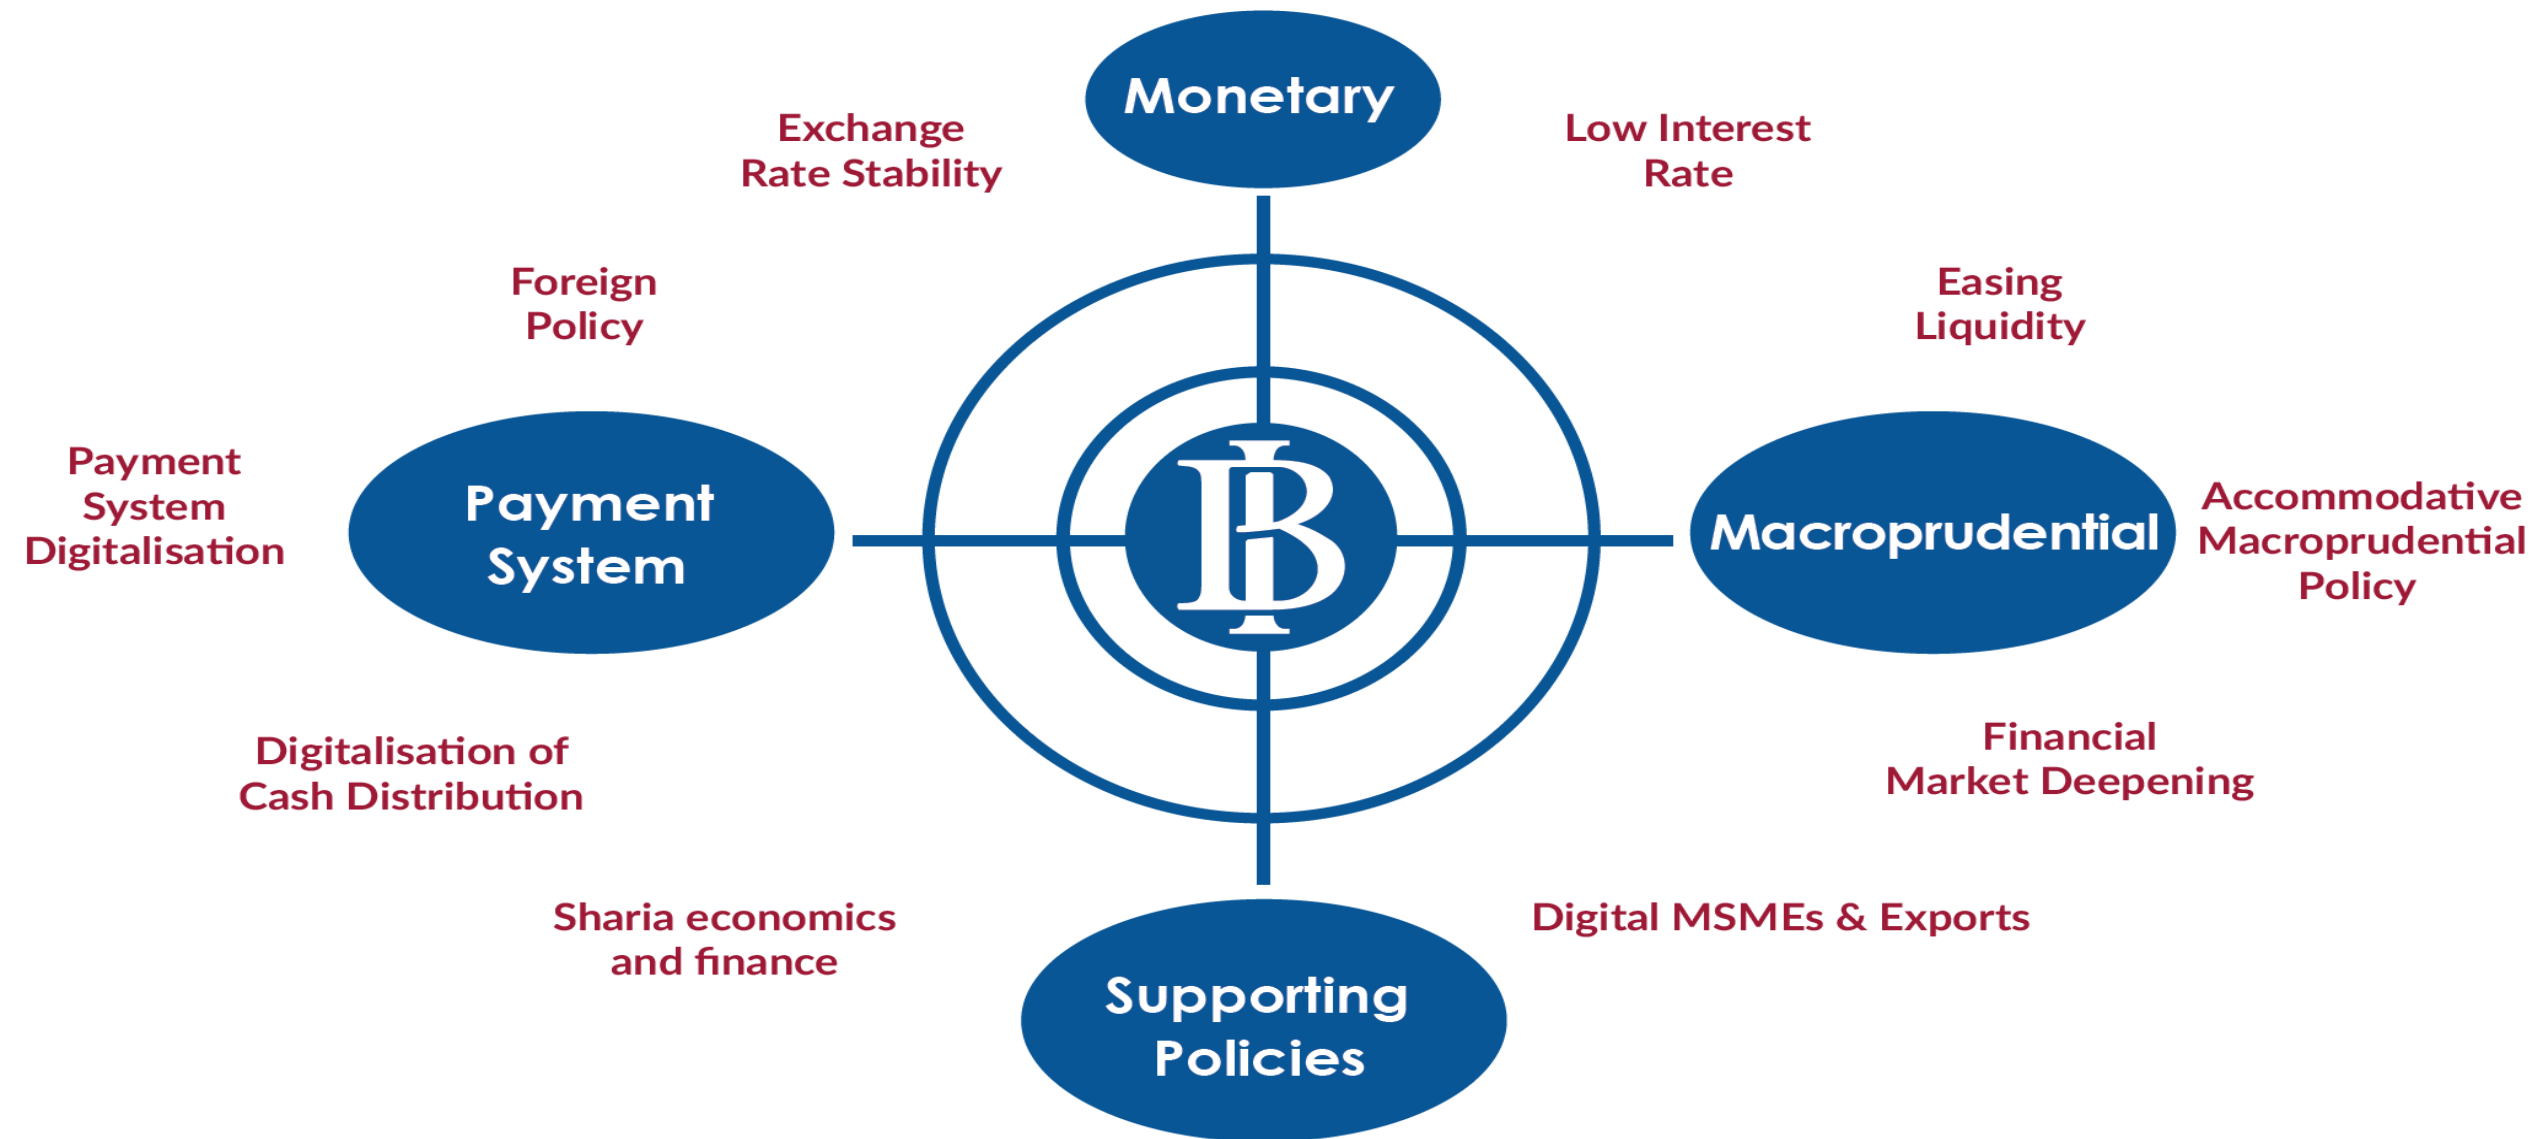 Monetary
Exchange
Rate Stability
Low Interest
Rate
Foreign
Policy
Easing
Liquidity
Payment
System
Digitalisation
Payment
System
BI
Macroprudential
Accommodative
Macroprudential
Policy
Digitalisation of
Cash Distribution
Financial
Market Deepening
Sharia economics
and finance
Digital MSMEs & Exports
Supporting
Policies